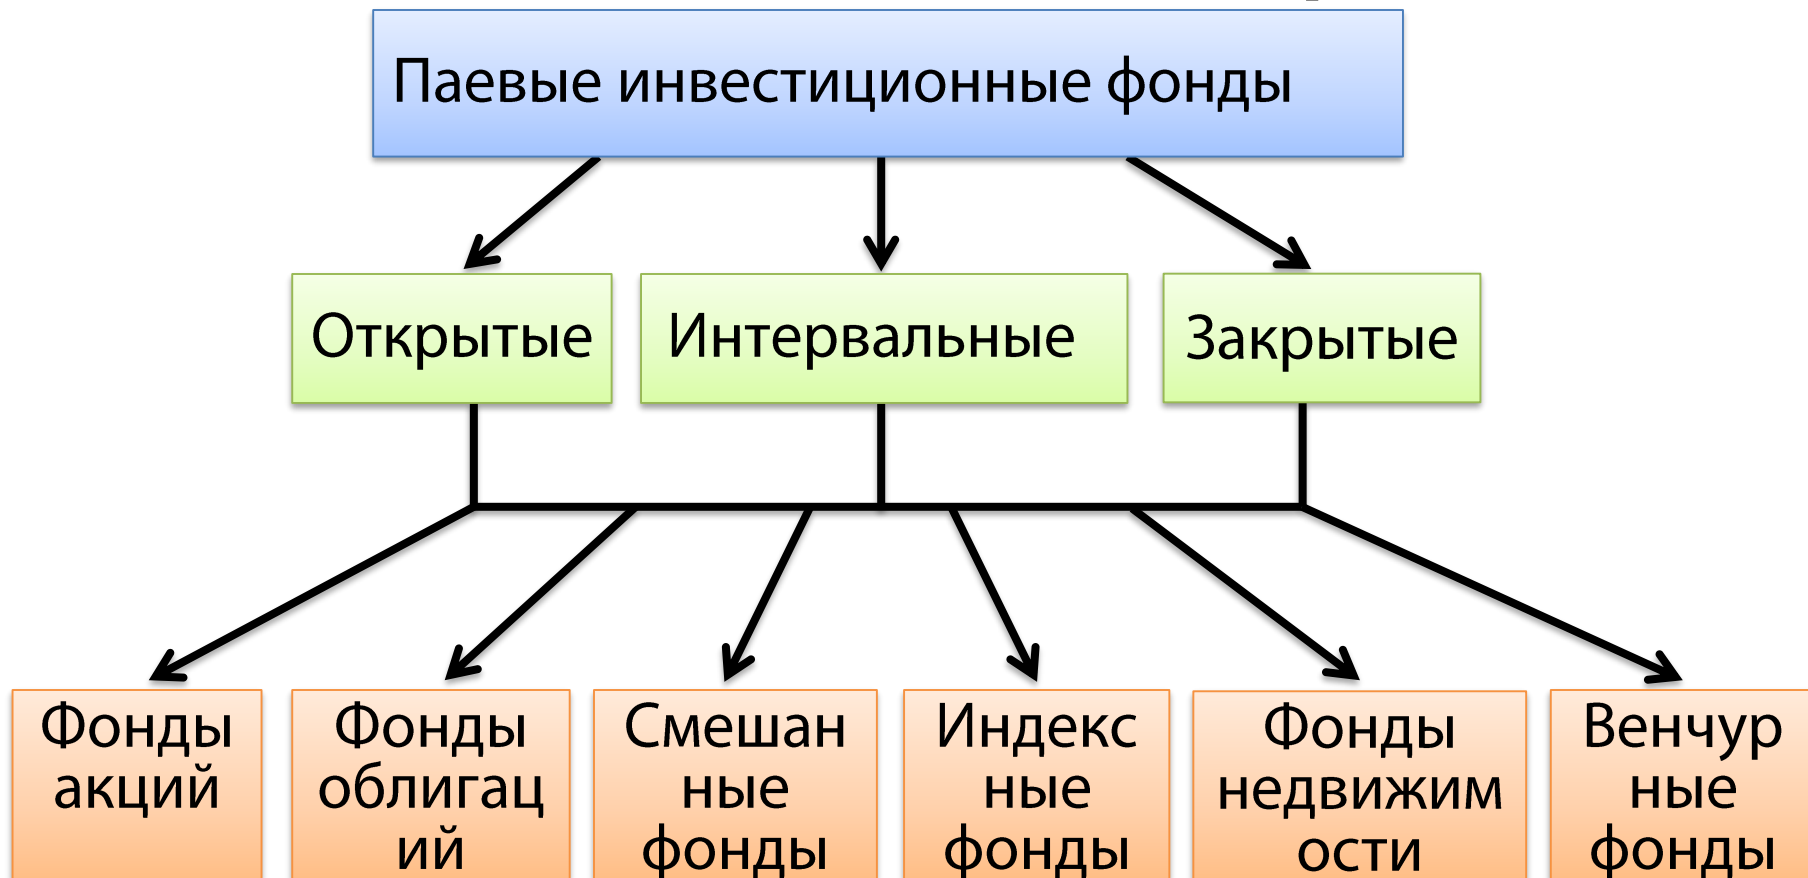 Паевые инвестиционные фонды
Открытые
Интервальные
Закрытые
Фонды
акций
Фонды
облигац
ий
Смешан
ные
фонды
Индекс
ные
фонды
Фонды
недвижим
ости
Венчур
ные
фонды